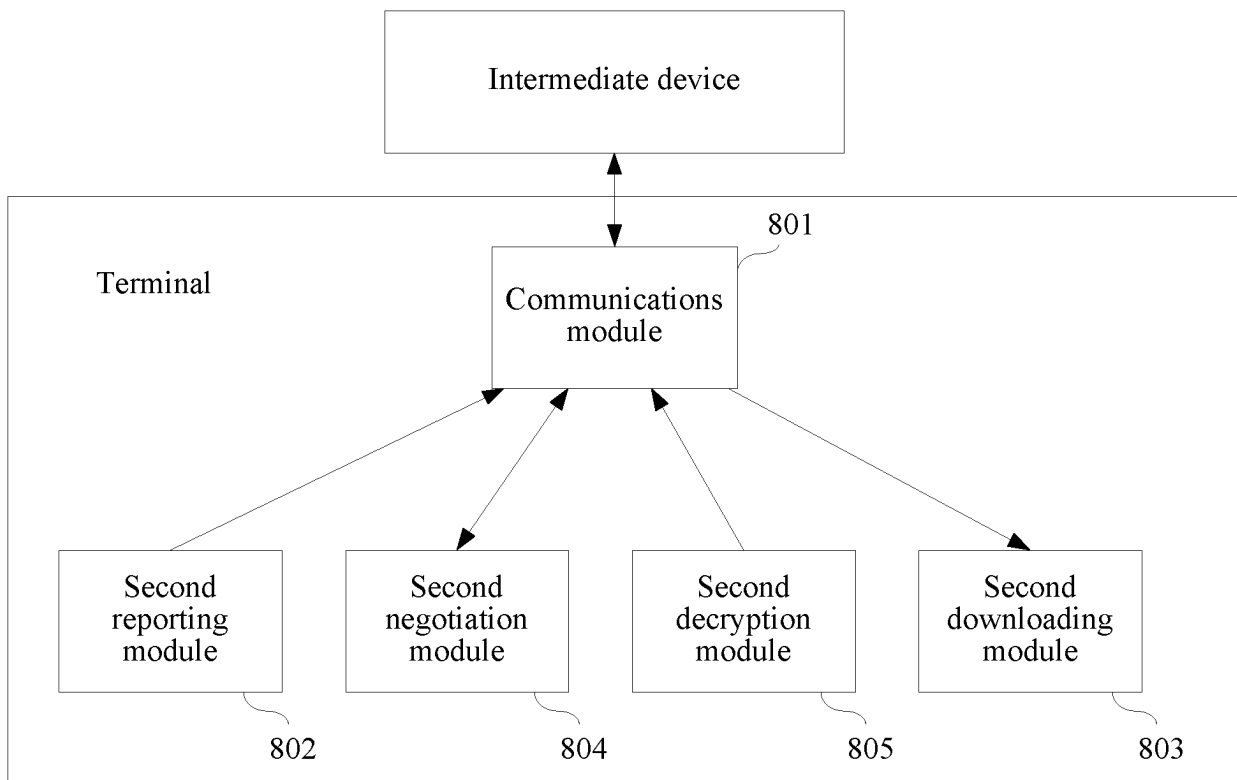 Intermediate device
801
Terminal
Communications
module
Second
reporting
module
Second
negotiation
module
Second
decryption
module
Second
downloading
module
802
804
805
803